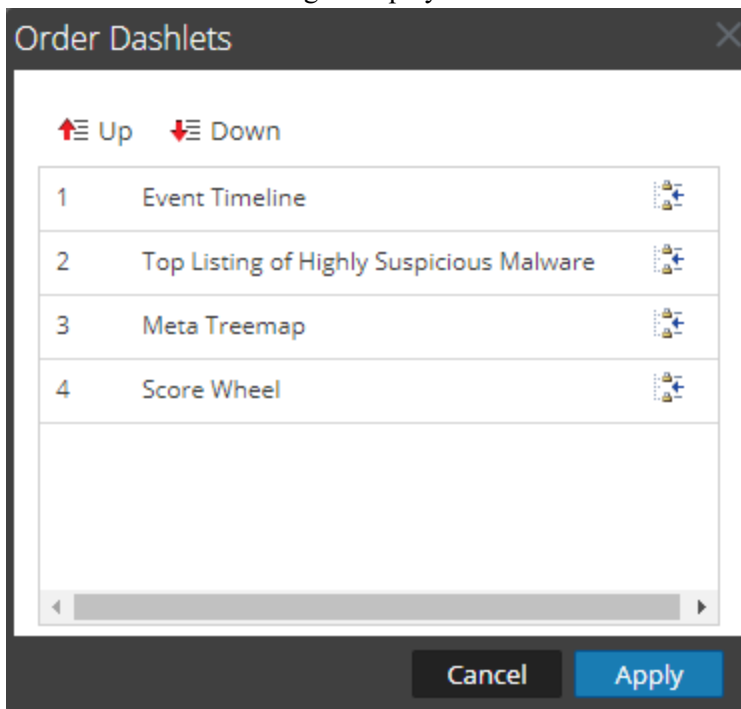 Order Dashlets
Up Down
1 Event Timeline
2 Top Listing of Highly Suspicious Malware
3 Meta Treemap
4 Score Wheel
Cancel Apply